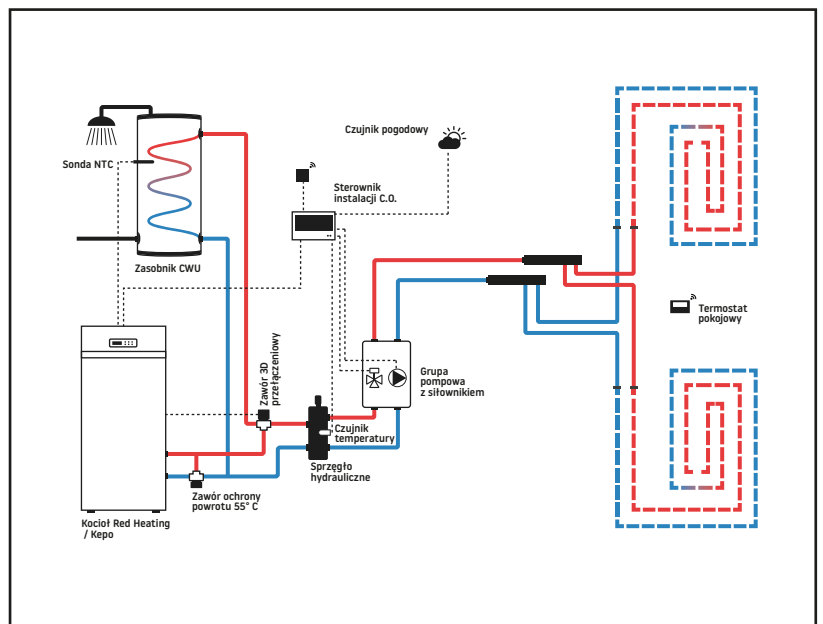 Czujnik pogodowy
Sonda NTC
Sterownik
instalacji C.O.
Zasobnik CWU
Termostat
pokojowy
Zawór 3D
przełączeniowy
Grupa
pompowa
z siłownikiem
Czujnik
temperatury
Sprzęgło
hydrauliczne
Zawór ochrony
powrotu 55° C
Kocioł Red Heating
/ Kepo